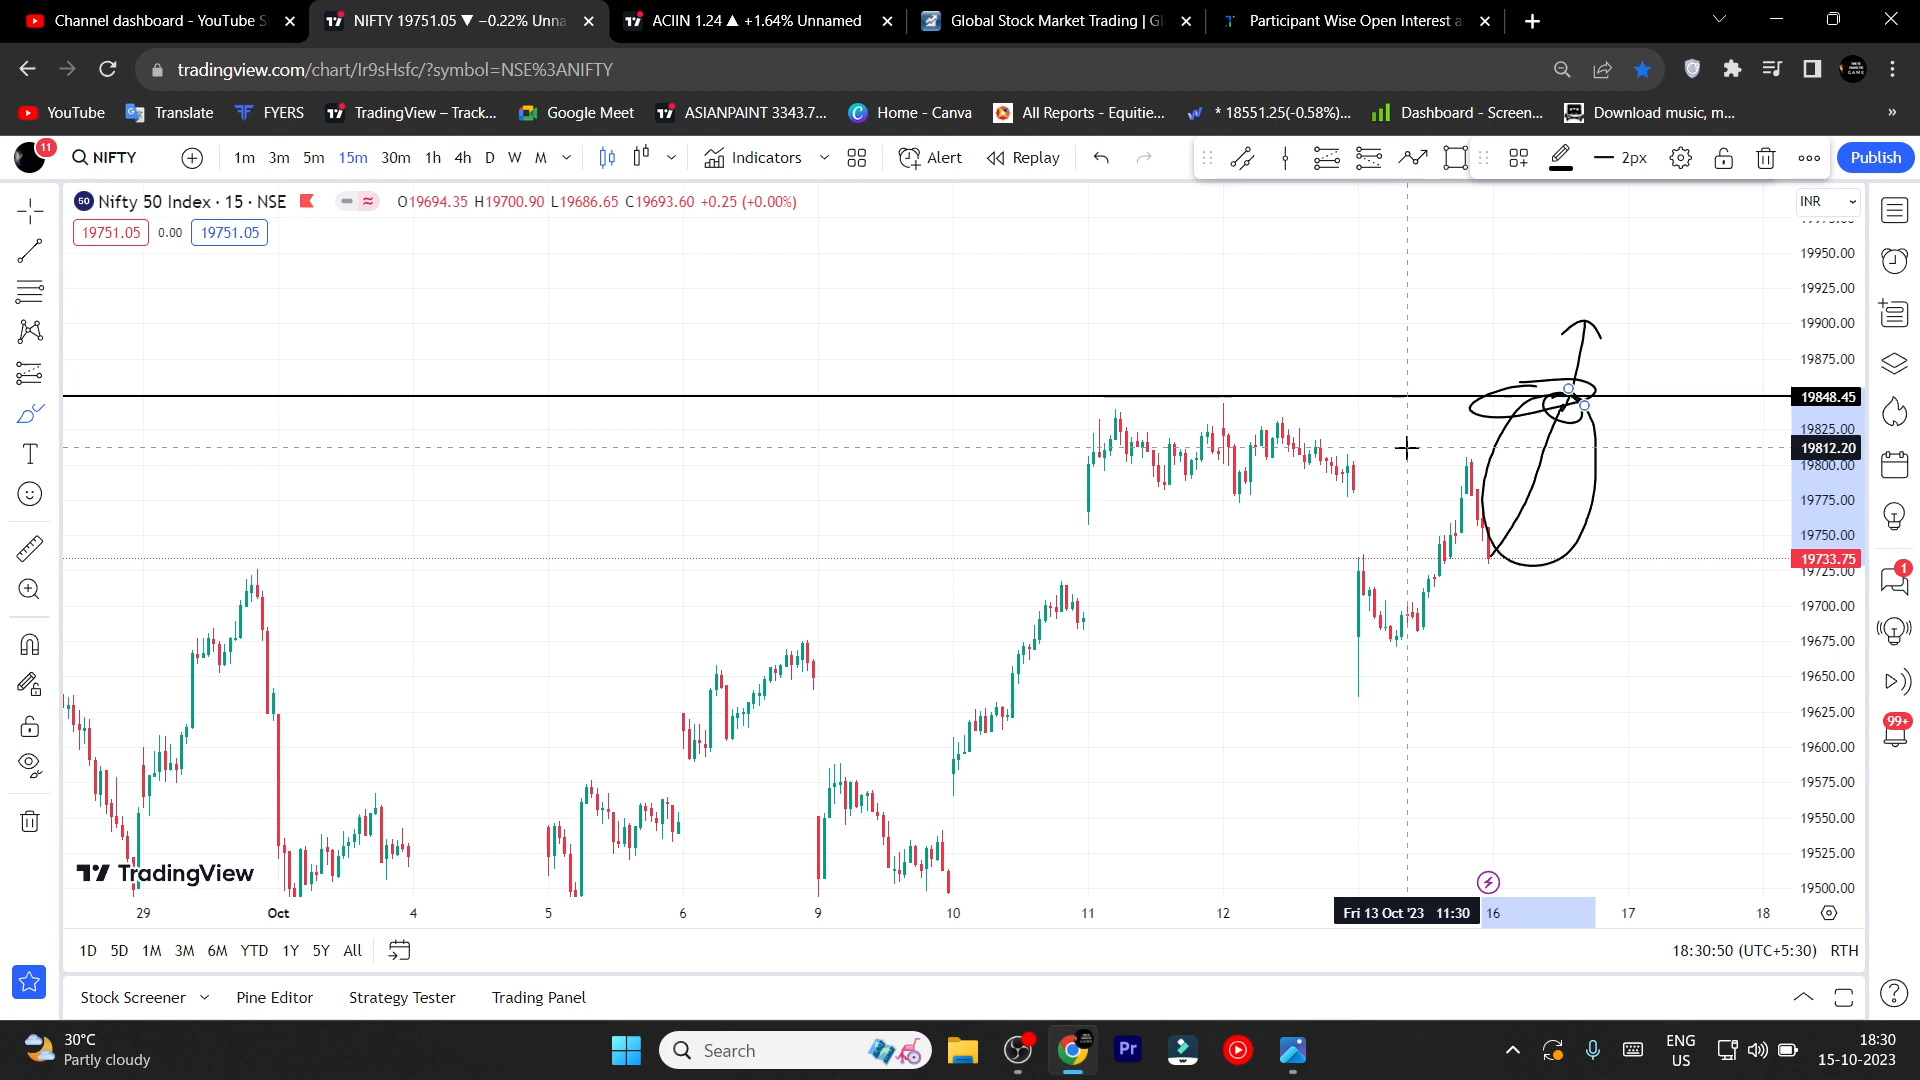 Channel dashboard - YouTube S
NIFTY 19751.05 ▼ −0.22% Unna
ACIIN 1.24 ▲ +1.64% Unnamed
Global Stock Market Trading | Gl
Participant Wise Open Interest a
tradingview.com/chart/Ir9sHsfc/?symbol=NSE%3ANIFTY
YouTube
Translate
FYERS
TradingView – Track...
Google Meet
ASIANPAINT 3343.7...
Home - Canva
All Reports - Equitie...
* 18551.25(-0.58%)...
Dashboard - Screen...
Download music, m...
»
11
NIFTY
1m 3m 5m 15m 30m 1h 4h D W M
Indicators
Alert
Replay
2px
Publish
50 Nifty 50 Index · 15 · NSE
O19694.35 H19700.90 L19686.65 C19693.60 +0.25 (+0.00%)
INR
19751.05 0.00 19751.05
19950.00
19925.00
19900.00
19875.00
19848.45
19825.00
19812.20
19800.00
19775.00
19750.00
19733.75
19725.00
19700.00
19675.00
19650.00
19625.00
19600.00
19575.00
19550.00
19525.00
19500.00
1
99+
TradingView
29 Oct 4 5 6 9 10 11 12 Fri 13 Oct '23 11:30 16 17 18
1D 5D 1M 3M 6M YTD 1Y 5Y All
18:30:50 (UTC+5:30) RTH
Stock Screener
Pine Editor
Strategy Tester
Trading Panel
30°C
Partly cloudy
Search
Pr
ENG
US
18:30
15-10-2023